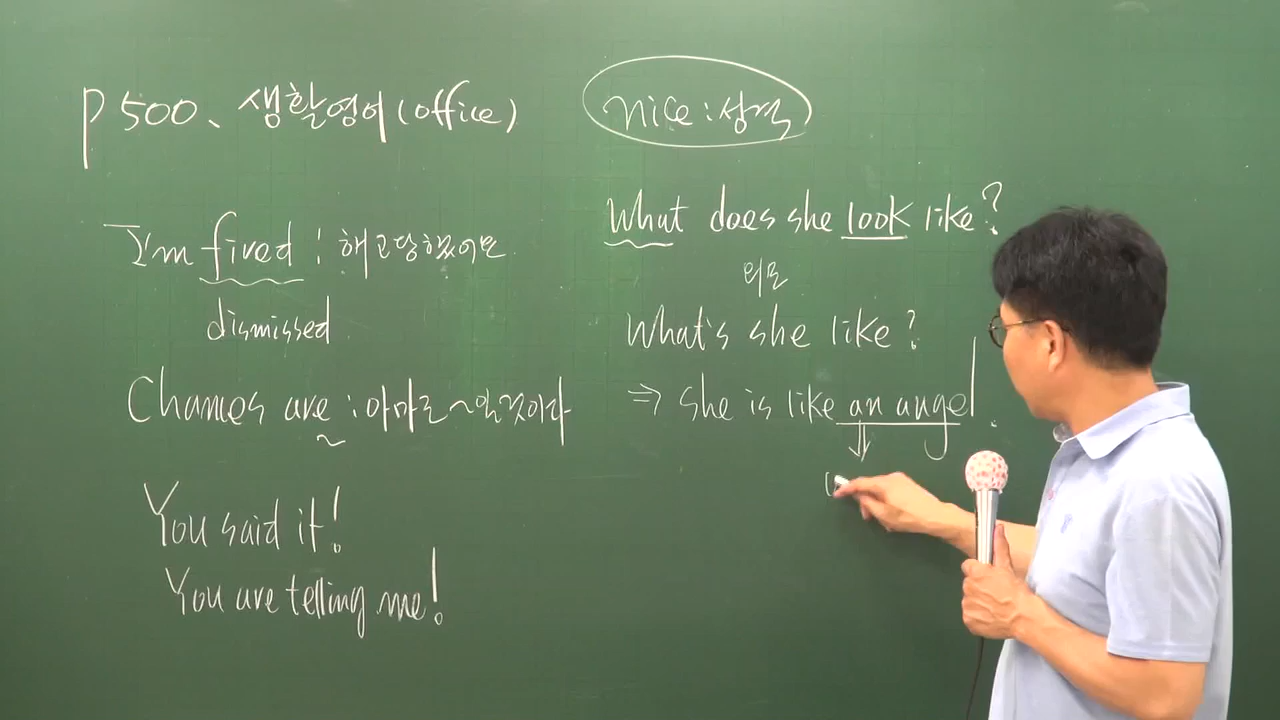 p 500、생활영어 (office)
I'm fired : 해고당했어요
dismissed
Chances are : 아마도 ~일 것이다
You said it!
You are telling me!
nice : 성격
What does she look like?
외모
What's she like?
⇒ she is like an angel.